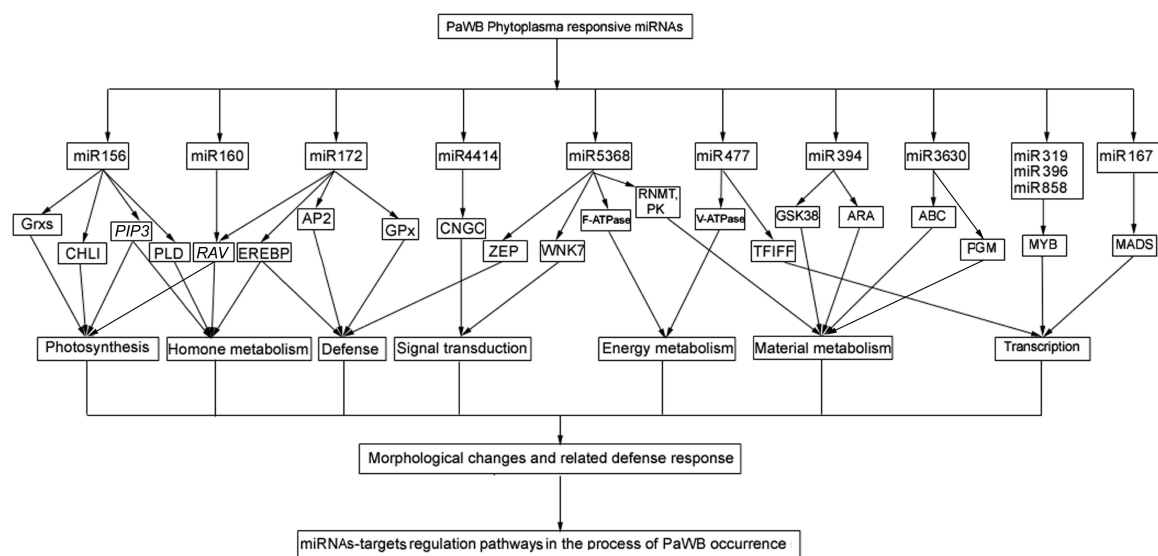 PaWB Phytoplasma responsive miRNAs
miR156 miR160 miR172 miR4414 miR5368 miR477 miR394 miR3630 miR319 miR167
miR396
miR858
Grxs CHLI PIP3 PLD RAV EREBP AP2 GPx CNGC ZEP WNK7 F-ATPase RNMT,
PK
V-ATPase TFIFF GSK38 ARA ABC PGM MYB MADS
Photosynthesis Homone metabolism Defense Signal transduction Energy metabolism Material metabolism Transcription
Morphological changes and related defense response
miRNAs-targets regulation pathways in the process of PaWB occurrence